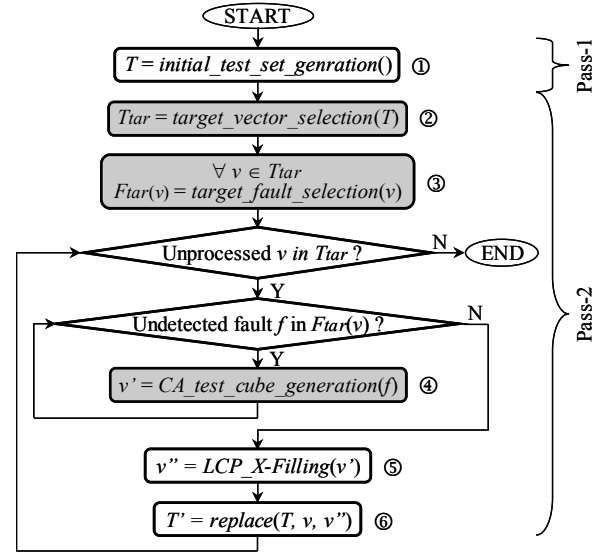 START
T = initial_test_set_genration() ①
Pass-1
Ttar = target_vector_selection(T) ②
∀ v ∈ Ttar
Ftar(v) = target_fault_selection(v) ③
Unprocessed v in Ttar ?
N
END
Y
Undetected fault f in Ftar(v) ?
N
Pass-2
Y
v’ = CA_test_cube_generation(f) ④
v’’ = LCP_X-Filling(v’) ⑤
T’ = replace(T, v, v’’) ⑥